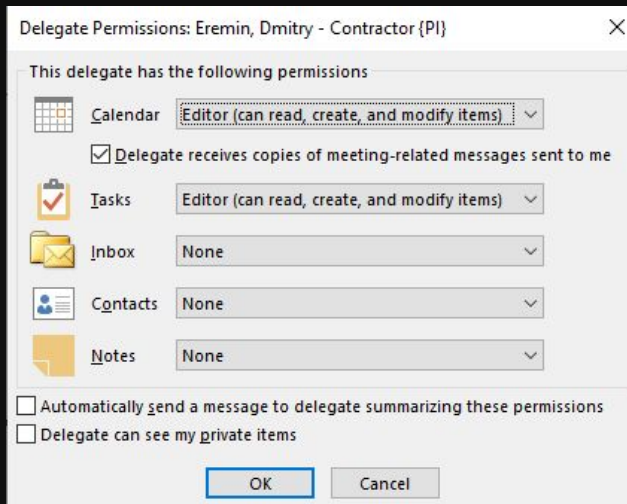 Delegate Permissions: Eremin, Dmitry - Contractor {PI}
This delegate has the following permissions
Calendar Editor (can read, create, and modify items)
Delegate receives copies of meeting-related messages sent to me
Tasks Editor (can read, create, and modify items)
Inbox None
Contacts None
Notes None
Automatically send a message to delegate summarizing these permissions
Delegate can see my private items
OK Cancel